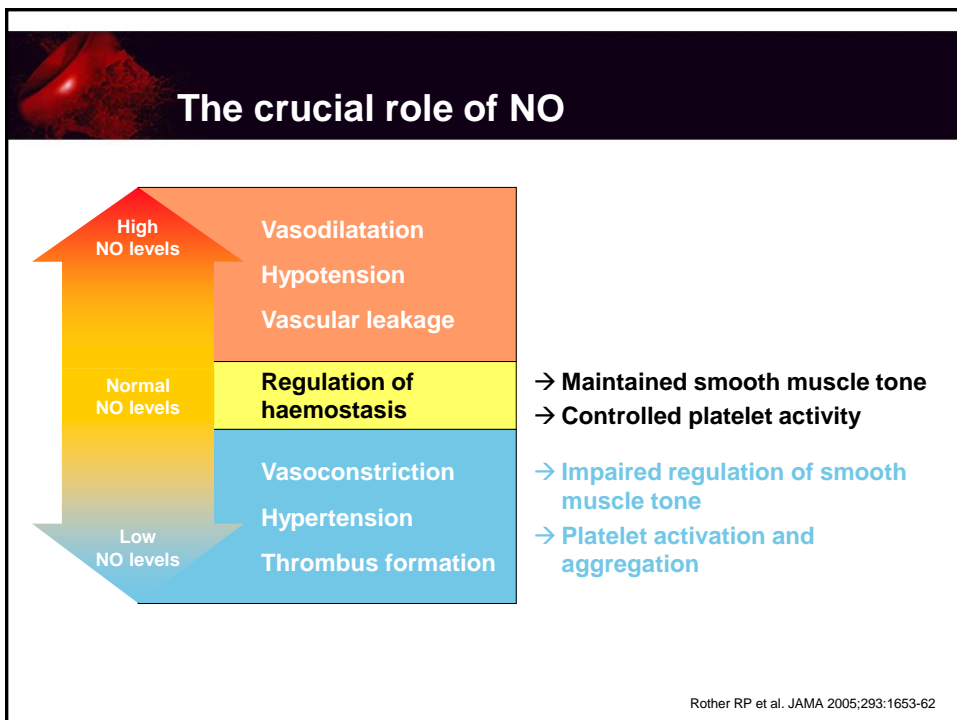 The crucial role of NO
High
NO levels
Vasodilatation
Hypotension
Vascular leakage
Normal
NO levels
Regulation of
haemostasis
→ Maintained smooth muscle tone
→ Controlled platelet activity
Low
NO levels
Vasoconstriction
Hypertension
Thrombus formation
→ Impaired regulation of smooth
muscle tone
→ Platelet activation and
aggregation
Rother RP et al. JAMA 2005;293:1653-62